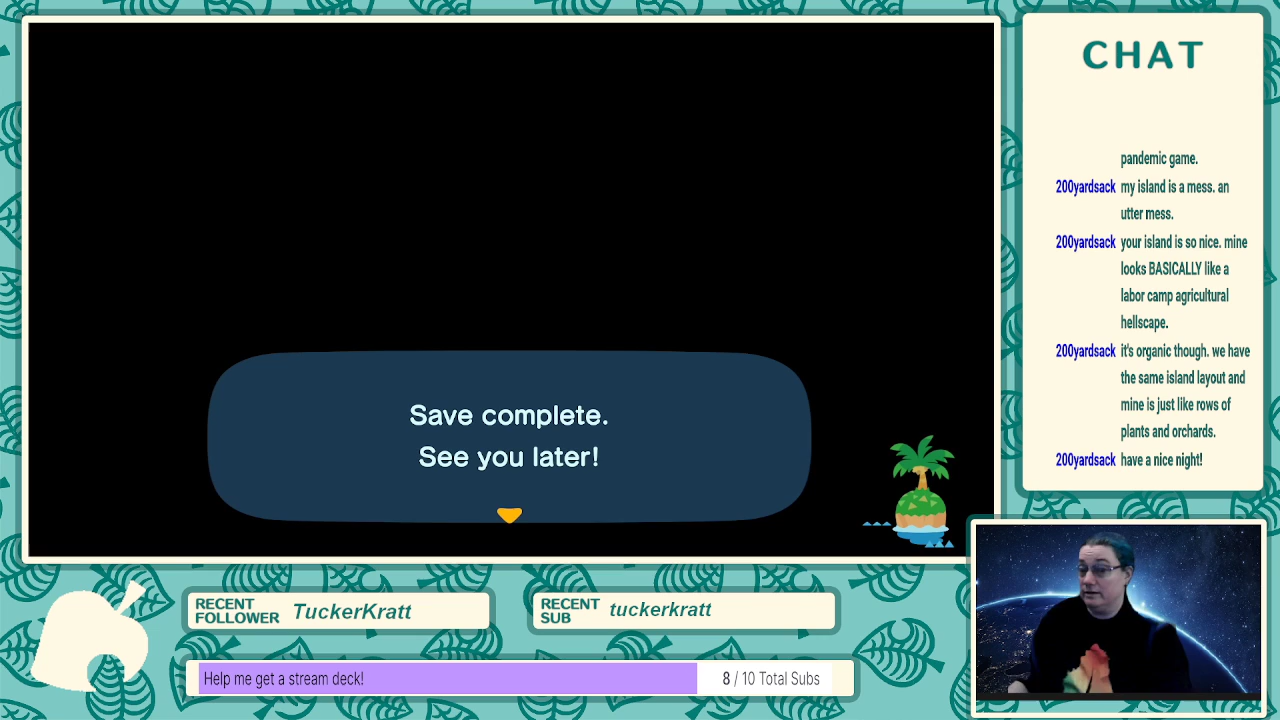 CHAT
pandemic game.
200yardsack my island is a mess. an
utter mess.
200yardsack your island is so nice. mine
looks BASICALLY like a
labor camp agricultural
hellscape.
200yardsack it's organic though. we have
the same island layout and
mine is just like rows of
plants and orchards.
200yardsack have a nice night!
Save complete.
See you later!
RECENT
FOLLOWER
TuckerKratt
RECENT
SUB
tuckerkratt
Help me get a stream deck!
8 / 10 Total Subs